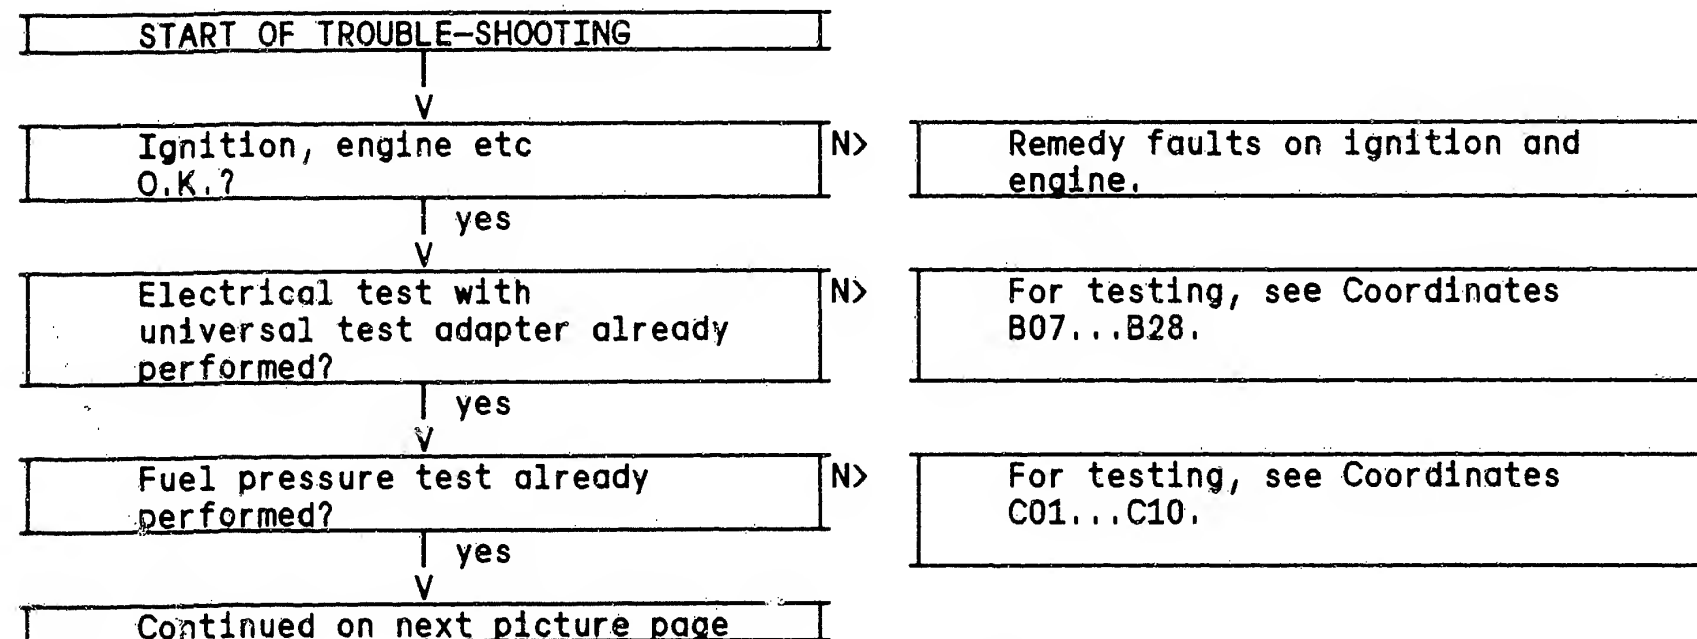 START OF TROUBLE-SHOOTING
V
Ignition, engine etc
O.K.?
N>
Remedy faults on ignition and
engine.
yes
V
Electrical test with
universal test adapter already
performed?
N>
For testing, see Coordinates
B07...B28.
yes
V
Fuel pressure test already
performed?
N>
For testing, see Coordinates
C01...C10.
yes
V
Continued on next picture page